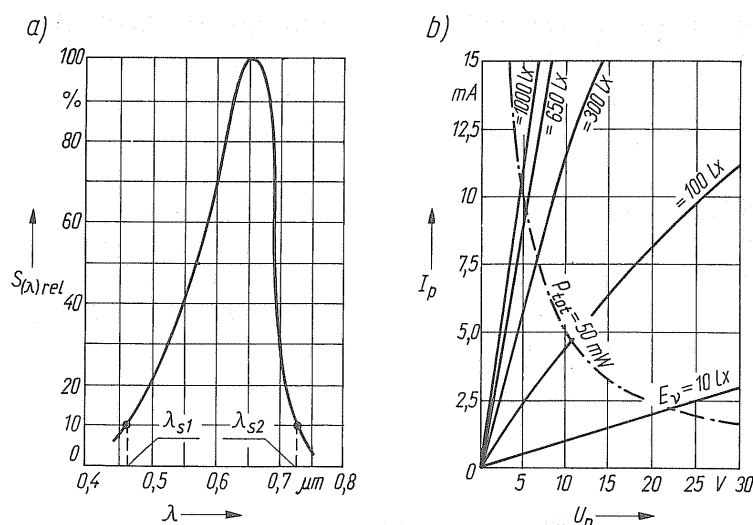 a)
100
%
80
60
S(λ) rel
40
20
10
0
λs1
λs2
0,4
0,5
0,6
0,7
μm
0,8
λ
b)
15
mA
12,5
10
7,5
Ip
5,0
2,5
0
=1000 lx
=650 lx
=300 lx
=100 lx
Ptot = 50 mW
Ev = 10 lx
5
10
15
20
25
V
30
Up